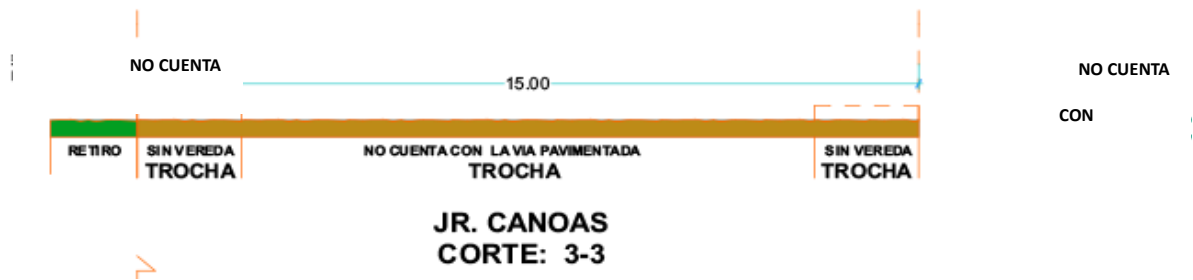 NO CUENTA
15.00
NO CUENTA
CON
RETIRO
SIN VEREDA
TROCHA
NO CUENTA CON LA VIA PAVIMENTADA
TROCHA
SIN VEREDA
TROCHA
JR. CANOAS
CORTE: 3-3